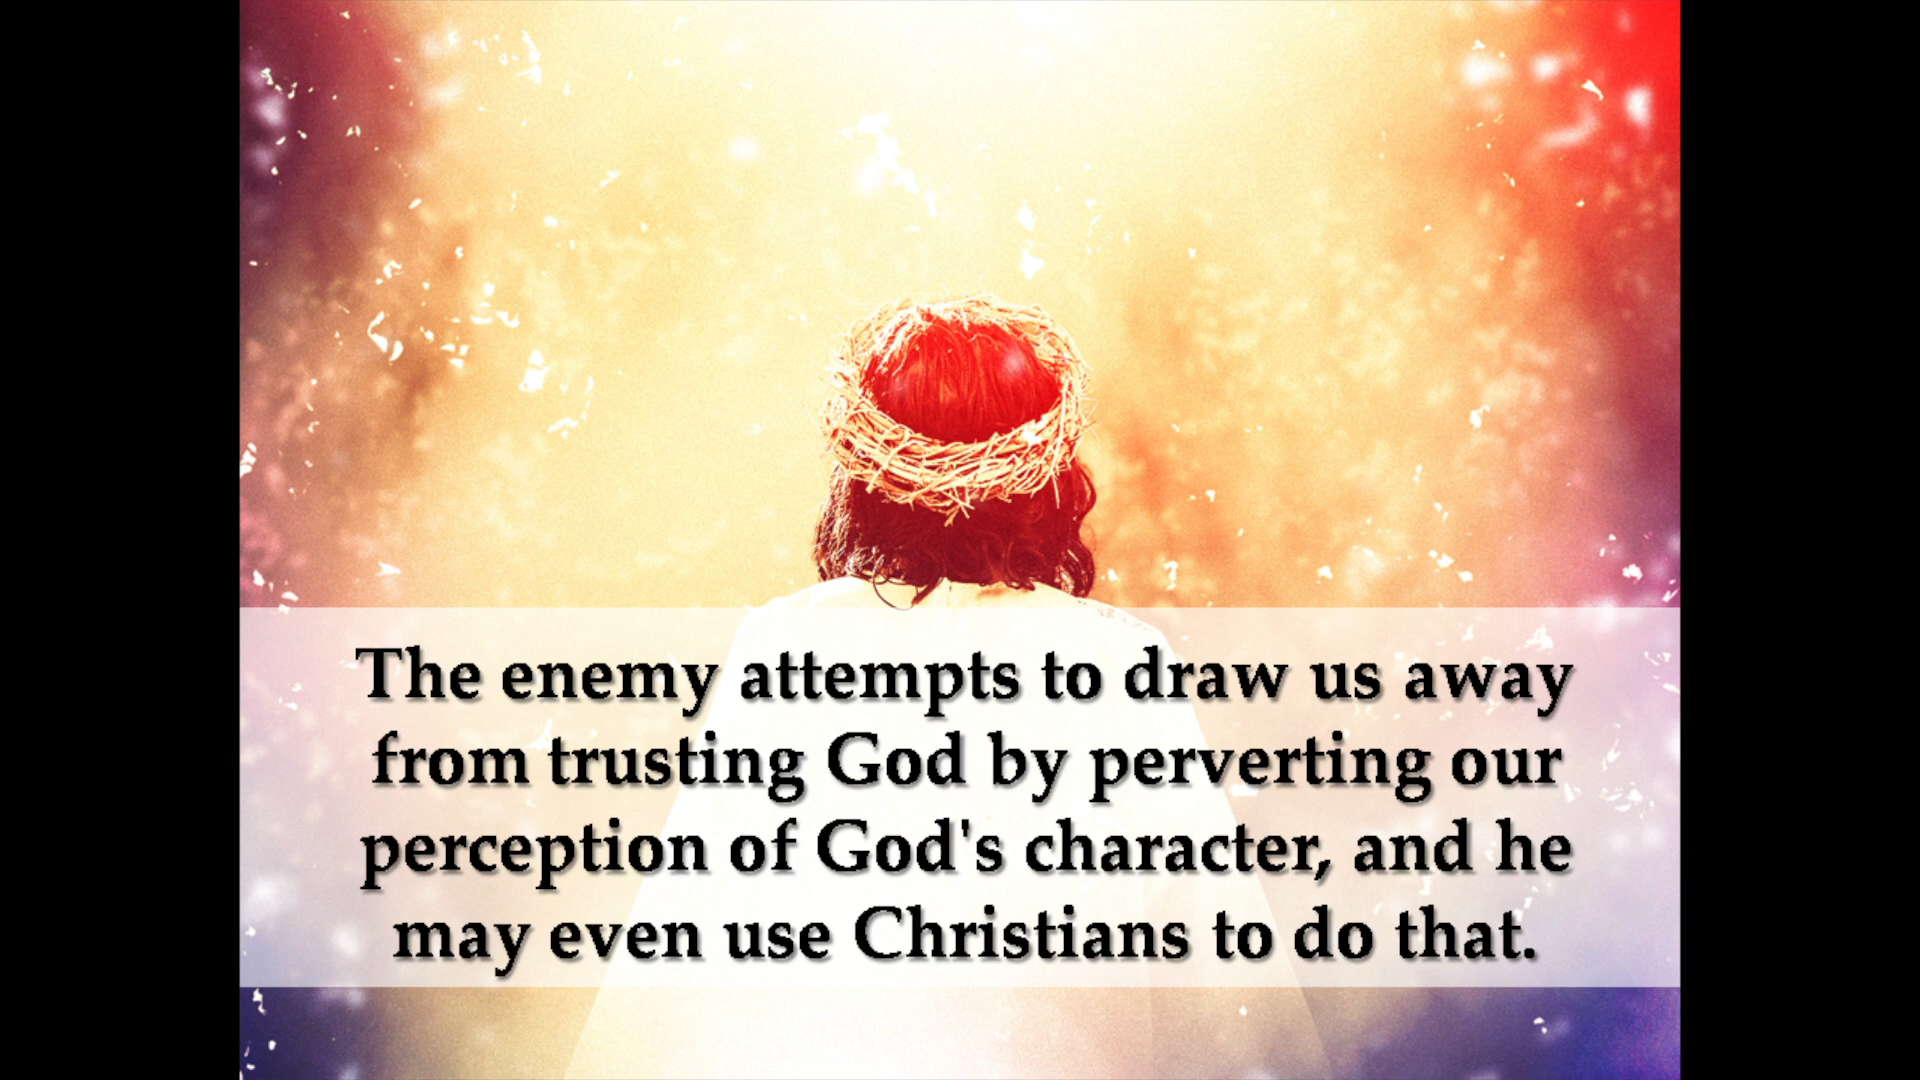 The enemy attempts to draw us away
from trusting God by perverting our
perception of God's character, and he
may even use Christians to do that.